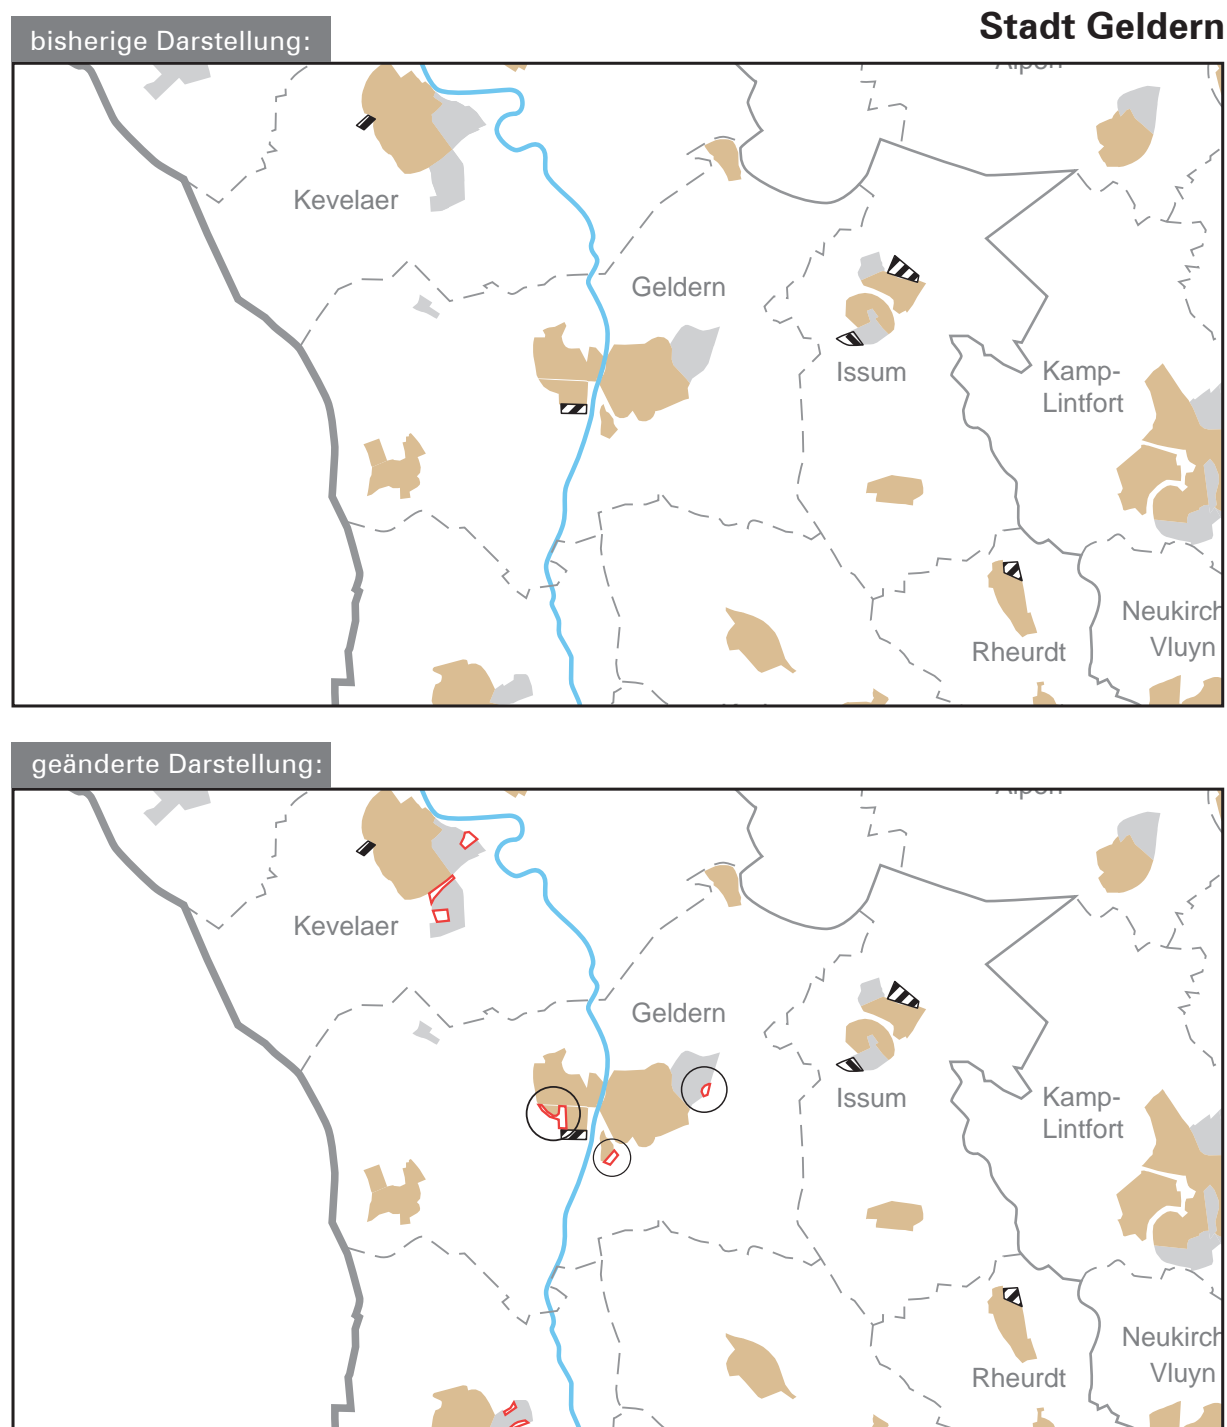 Stadt Geldern
bisherige Darstellung:
Kevelaer
Geldern
Issum
Kamp-
Lintfort
Neukirch
Vluyn
Rheurdt
geänderte Darstellung:
Kevelaer
Geldern
Issum
Kamp-
Lintfort
Neukirch
Vluyn
Rheurdt